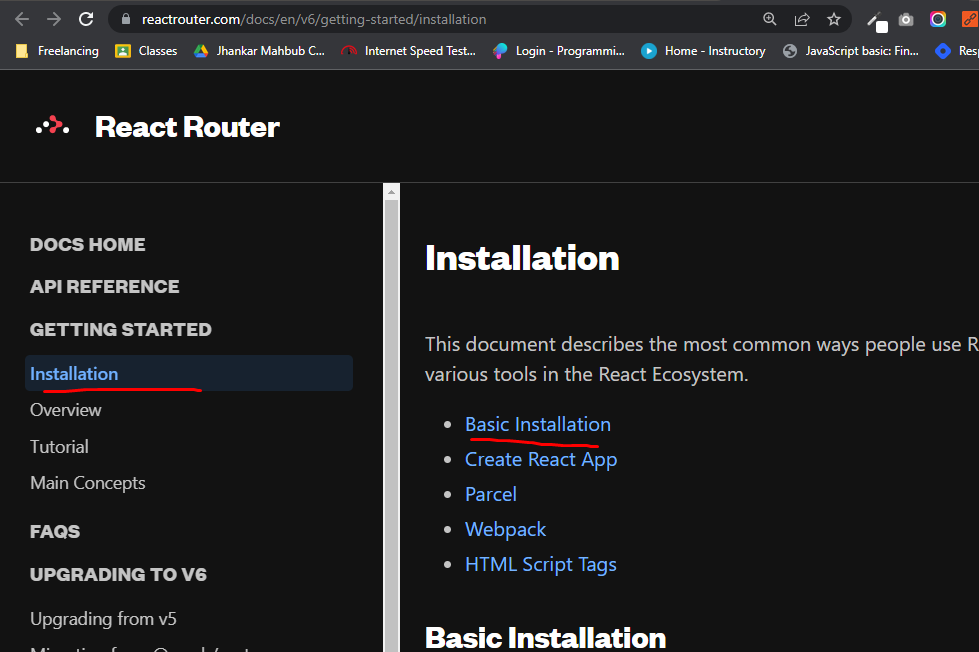 reactrouter.com/docs/en/v6/getting-started/installation
Freelancing
Classes
Jhankar Mahbub C...
Internet Speed Test...
Login - Programmi...
Home - Instructory
JavaScript basic: Fin...
Resp
React Router
DOCS HOME
API REFERENCE
GETTING STARTED
Installation
Overview
Tutorial
Main Concepts
FAQS
UPGRADING TO V6
Upgrading from v5
Installation
This document describes the most common ways people use R
various tools in the React Ecosystem.
• Basic Installation
• Create React App
• Parcel
• Webpack
• HTML Script Tags
Basic Installation